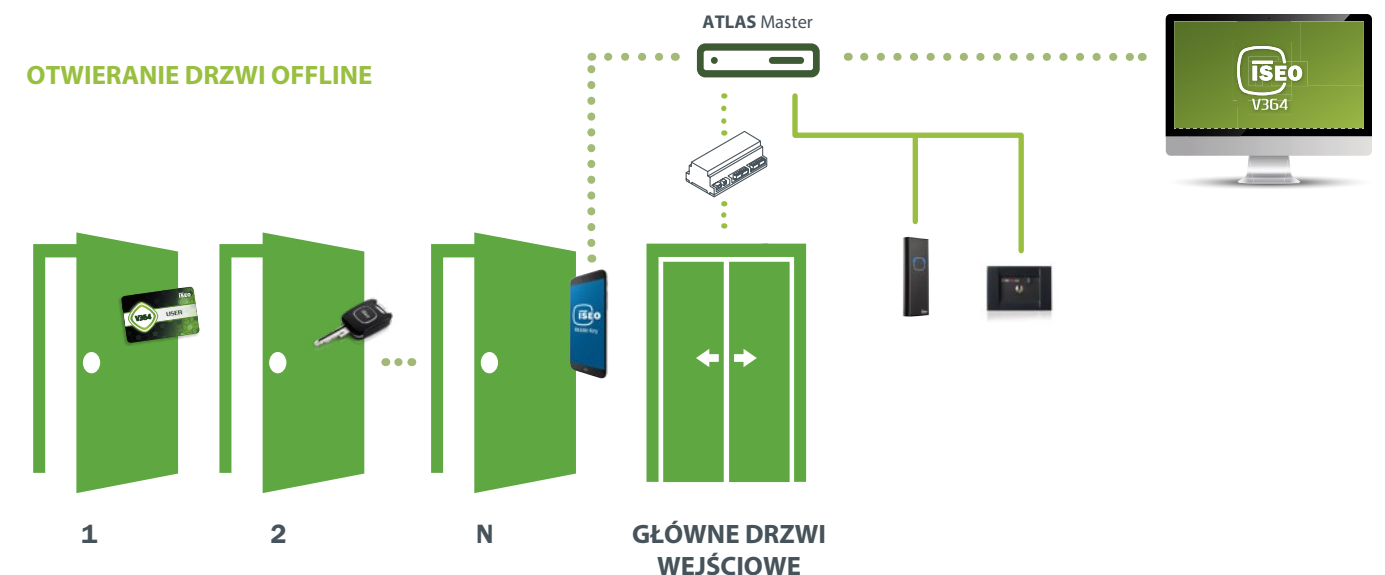 ATLAS Master
OTWIERANIE DRZWI OFFLINE
ISEO
V364
ISEO
V364
USER
ISEO
Mobile Key
1
2
N
GŁÓWNE DRZWI
WEJŚCIOWE